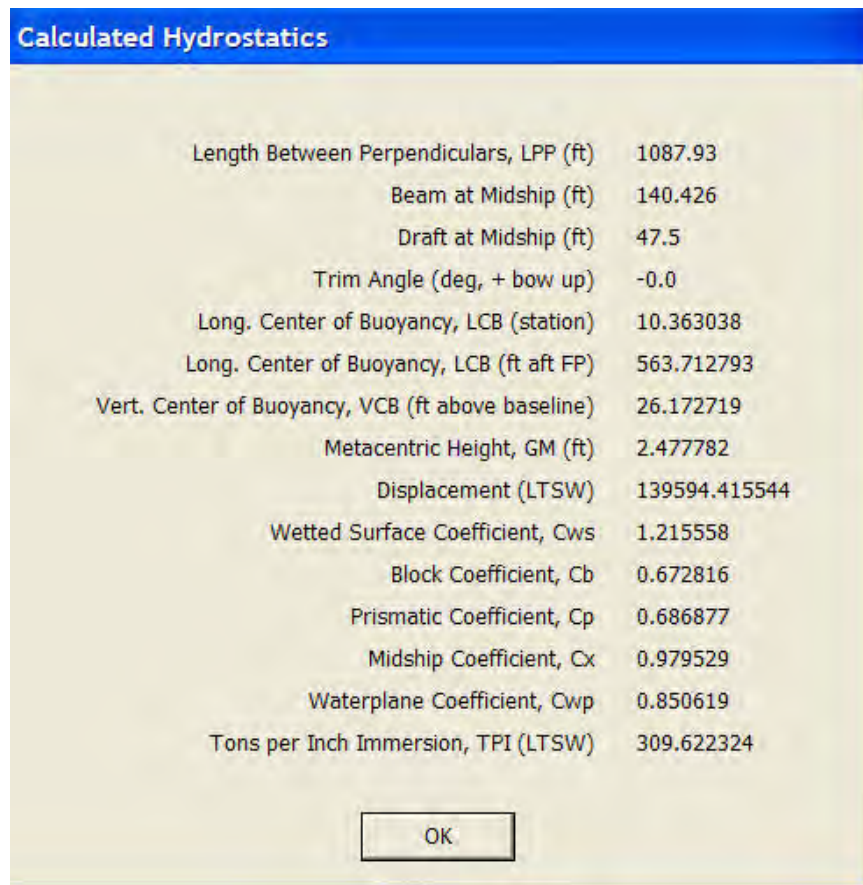 Calculated Hydrostatics
Length Between Perpendiculars, LPP (ft) 1087.93
Beam at Midship (ft) 140.426
Draft at Midship (ft) 47.5
Trim Angle (deg, + bow up) -0.0
Long. Center of Buoyancy, LCB (station) 10.363038
Long. Center of Buoyancy, LCB (ft aft FP) 563.712793
Vert. Center of Buoyancy, VCB (ft above baseline) 26.172719
Metacentric Height, GM (ft) 2.477782
Displacement (LTSW) 139594.415544
Wetted Surface Coefficient, Cws 1.215558
Block Coefficient, Cb 0.672816
Prismatic Coefficient, Cp 0.686877
Midship Coefficient, Cx 0.979529
Waterplane Coefficient, Cwp 0.850619
Tons per Inch Immersion, TPI (LTSW) 309.622324
OK